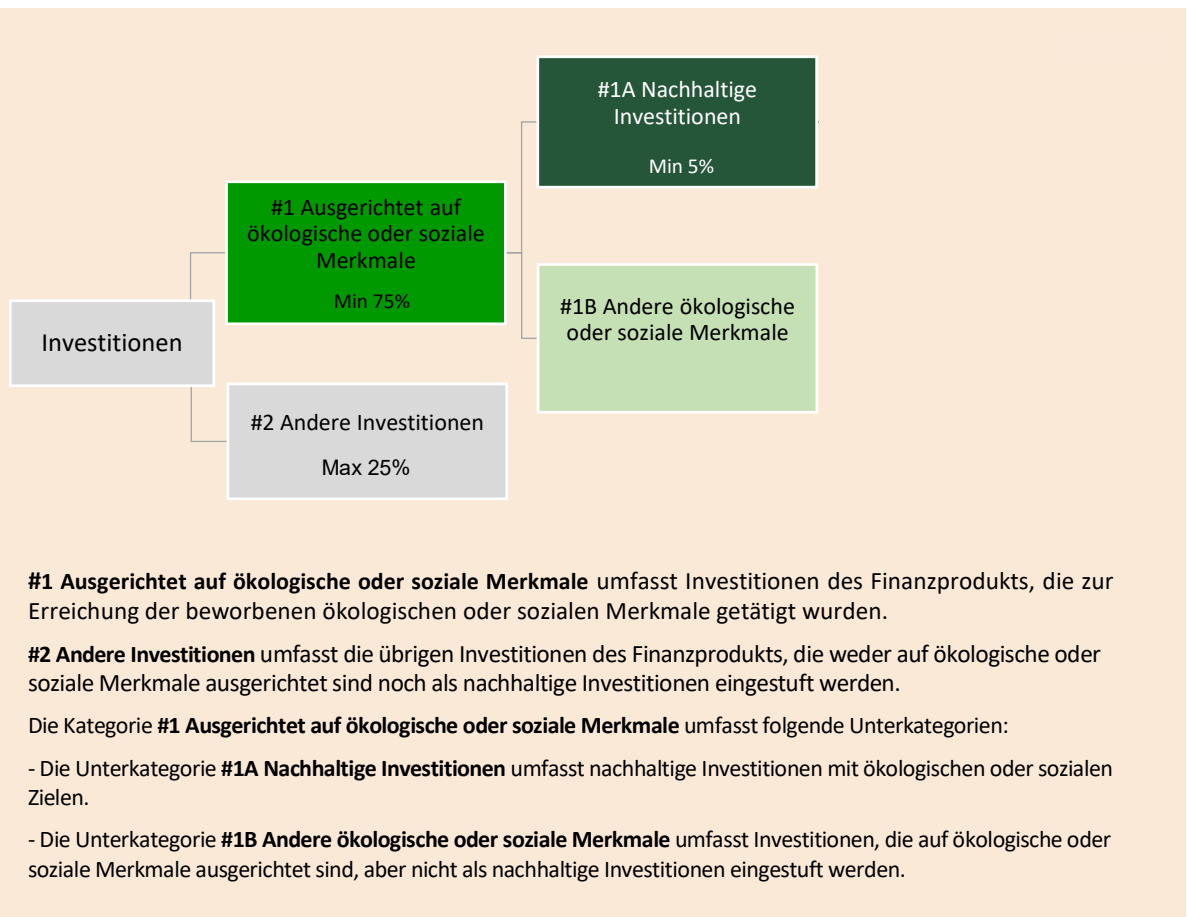 #1A Nachhaltige
Investitionen
Min 5%
#1 Ausgerichtet auf
ökologische oder soziale
Merkmale
Min 75%
#1B Andere ökologische
oder soziale Merkmale
Investitionen
#2 Andere Investitionen
Max 25%
#1 Ausgerichtet auf ökologische oder soziale Merkmale umfasst Investitionen des Finanzprodukts, die zur
Erreichung der beworbenen ökologischen oder sozialen Merkmale getätigt wurden.
#2 Andere Investitionen umfasst die übrigen Investitionen des Finanzprodukts, die weder auf ökologische oder
soziale Merkmale ausgerichtet sind noch als nachhaltige Investitionen eingestuft werden.
Die Kategorie #1 Ausgerichtet auf ökologische oder soziale Merkmale umfasst folgende Unterkategorien:
- Die Unterkategorie #1A Nachhaltige Investitionen umfasst nachhaltige Investitionen mit ökologischen oder sozialen
Zielen.
- Die Unterkategorie #1B Andere ökologische oder soziale Merkmale umfasst Investitionen, die auf ökologische oder
soziale Merkmale ausgerichtet sind, aber nicht als nachhaltige Investitionen eingestuft werden.